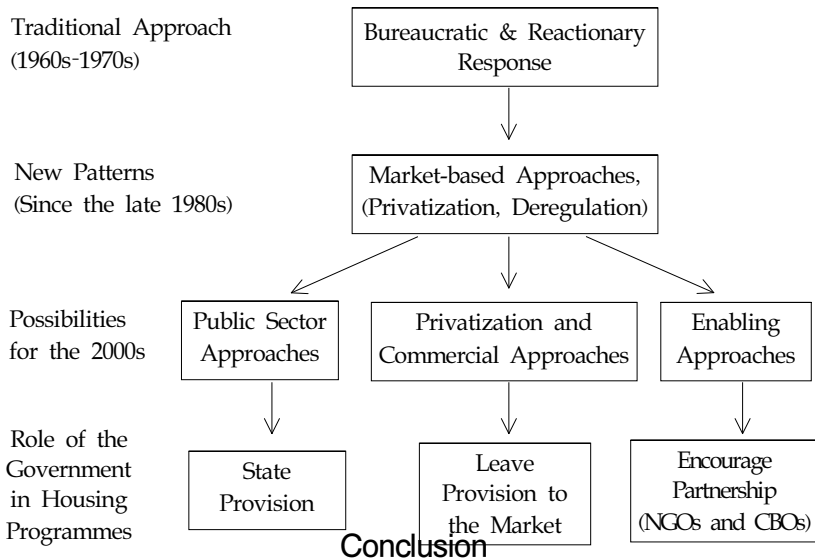 Traditional Approach
(1960s-1970s)
Bureaucratic & Reactionary
Response
New Patterns
(Since the late 1980s)
Market-based Approaches,
(Privatization, Deregulation)
Possibilities
for the 2000s
Public Sector
Approaches
Privatization and
Commercial Approaches
Enabling
Approaches
Role of the
Government
in Housing
Programmes
State
Provision
Leave
Provision to
the Market
Encourage
Partnership
(NGOs and CBOs)
Conclusion